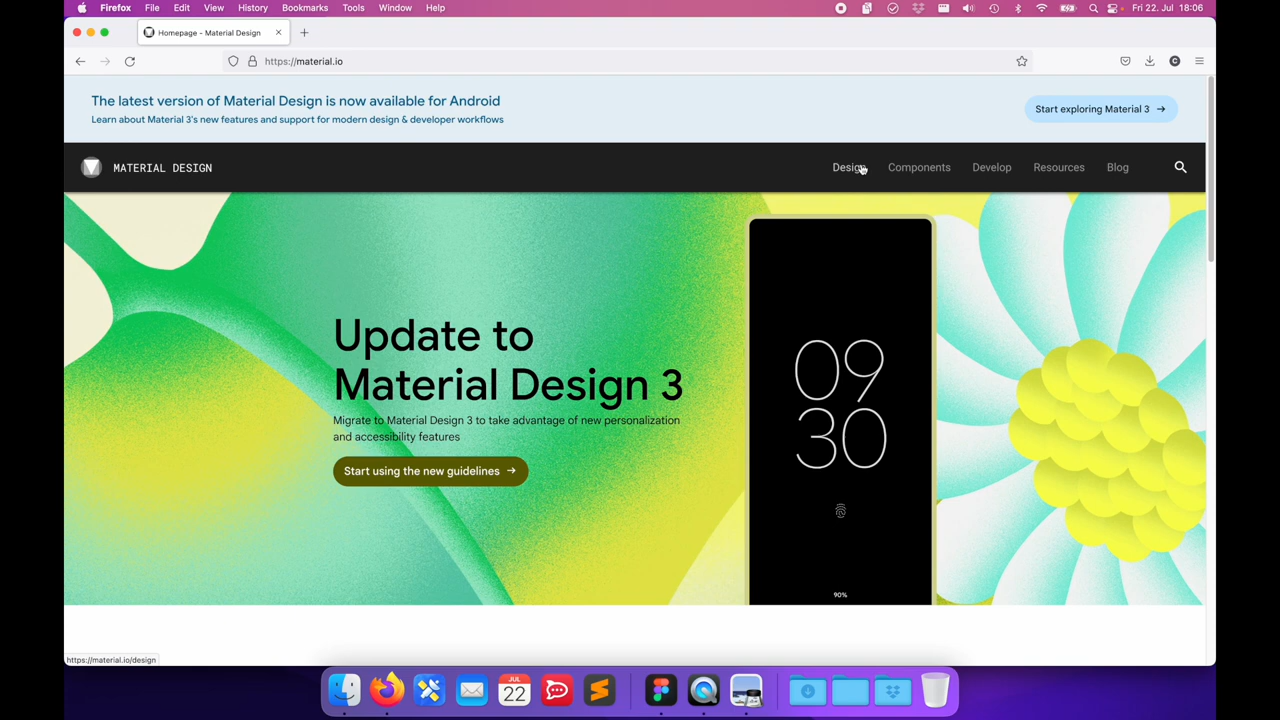 Firefox File Edit View History Bookmarks Tools Window Help Fri 22. Jul 18:06
Homepage - Material Design
https://material.io
The latest version of Material Design is now available for Android
Learn about Material 3's new features and support for modern design & developer workflows
Start exploring Material 3 →
MATERIAL DESIGN
Design Components Develop Resources Blog
09
30
Update to
Material Design 3
Migrate to Material Design 3 to take advantage of new personalization
and accessibility features
Start using the new guidelines →
90%
https://material.io/design
JUL
22